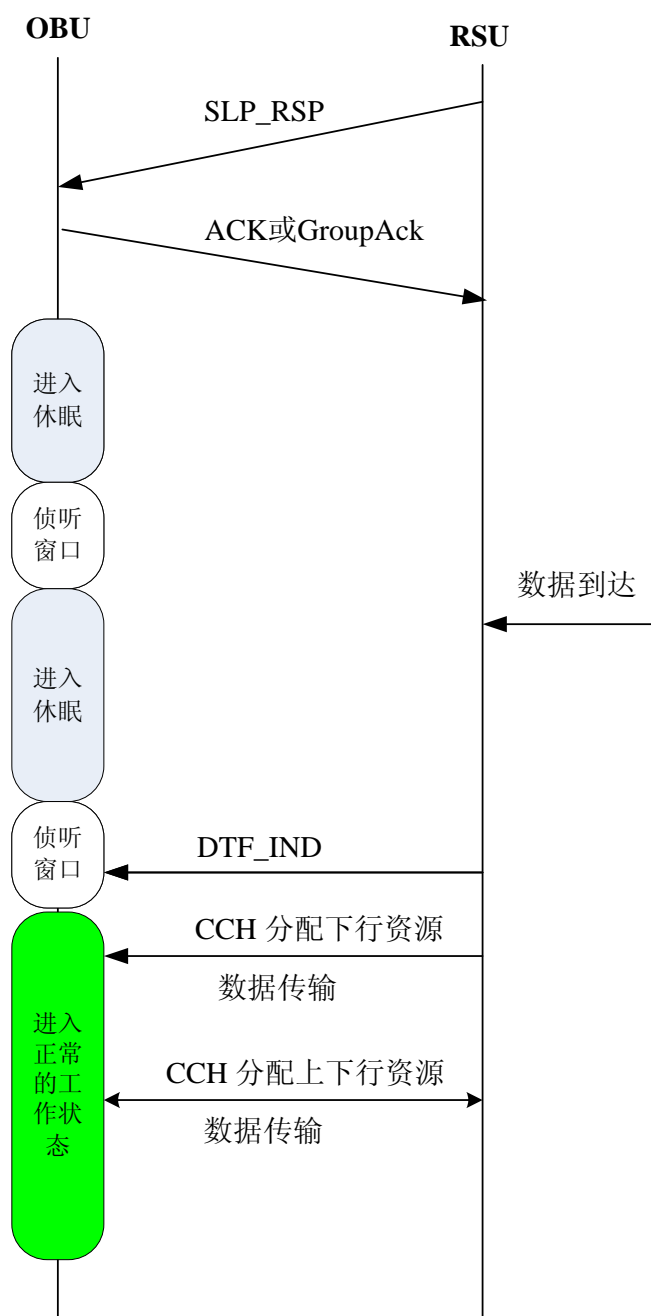 OBU
RSU
SLP_RSP
ACK或GroupAck
进入
休眠
侦听
窗口
数据到达
进入
休眠
侦听
窗口
DTF_IND
CCH 分配下行资源
数据传输
进入
正常
的工
作状
态
CCH 分配上下行资源
数据传输